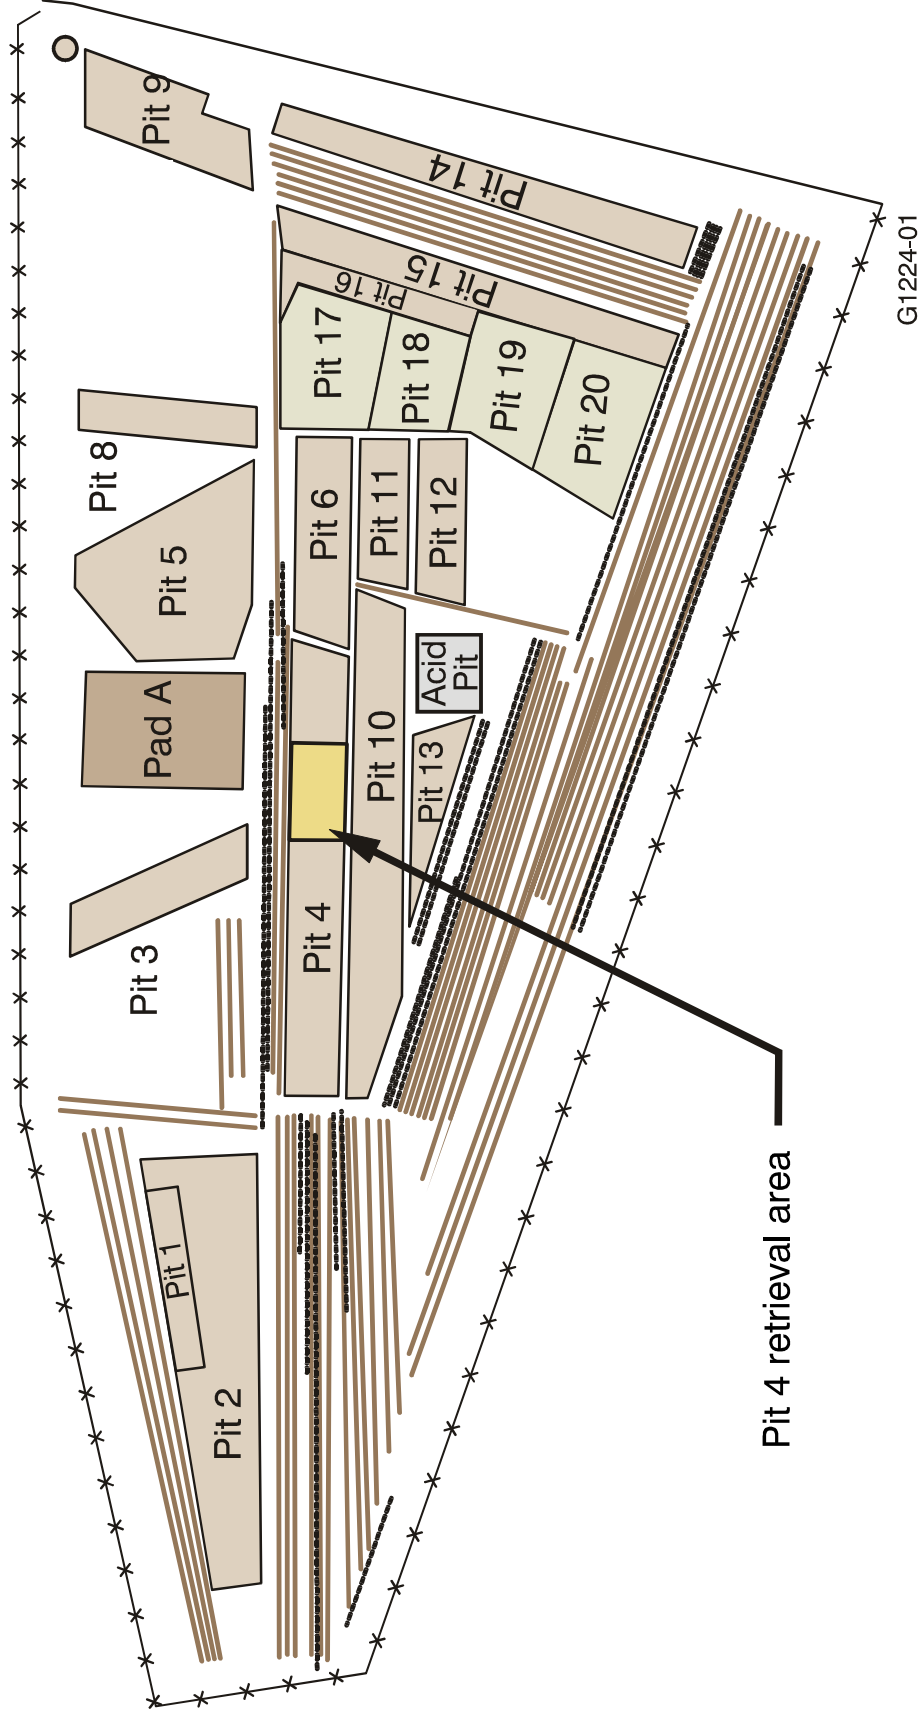 Pit 9
Pit 14
Pit 15
Pit 16
Pit 17
Pit 18
Pit 19
Pit 20
Pit 8
Pit 5
Pit 6
Pit 11
Pit 12
Pad A
Acid
Pit
Pit 10
Pit 13
Pit 4
Pit 3
Pit 1
Pit 2
Pit 4 retrieval area
G1224-01